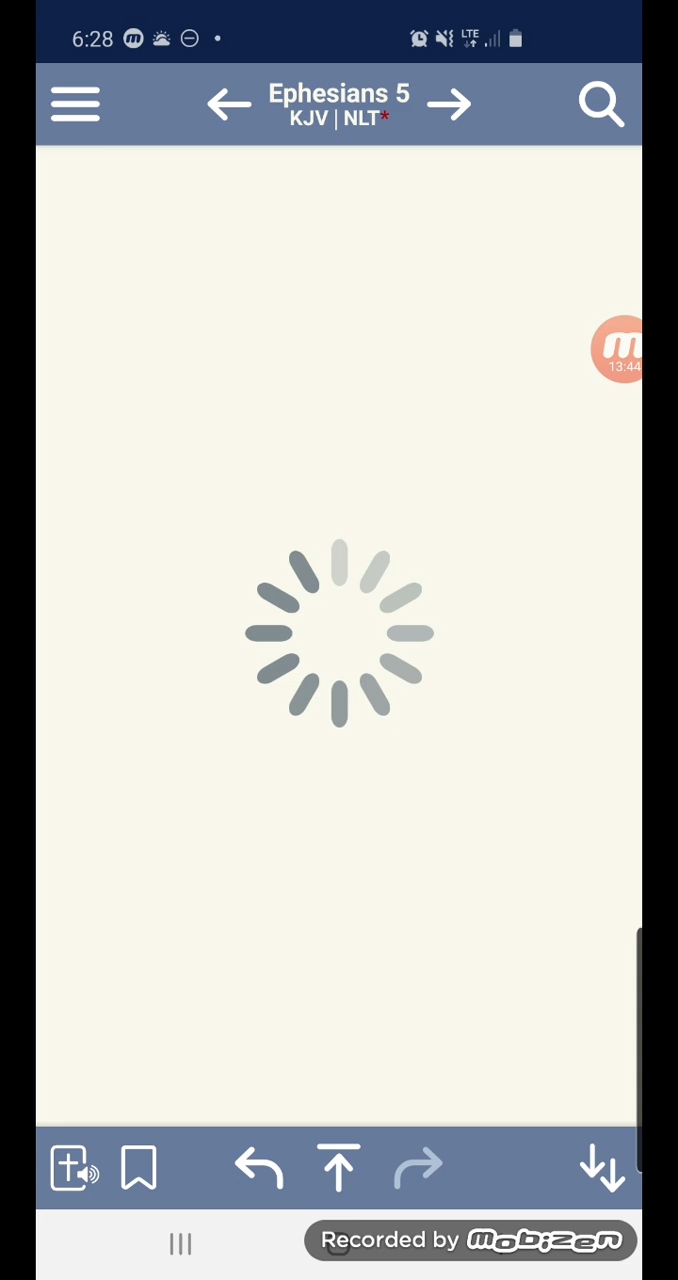 6:28
LTE
Ephesians 5
KJV | NLT*
m
13:44
Recorded by mobizen